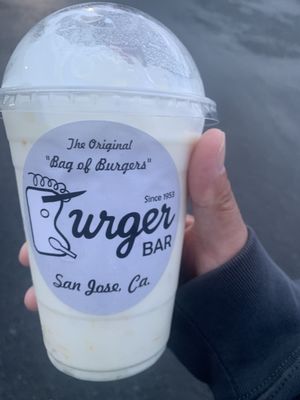 The Original
"Bag of Burgers"
Since 1953
Burger
BAR
San Jose, Ca.